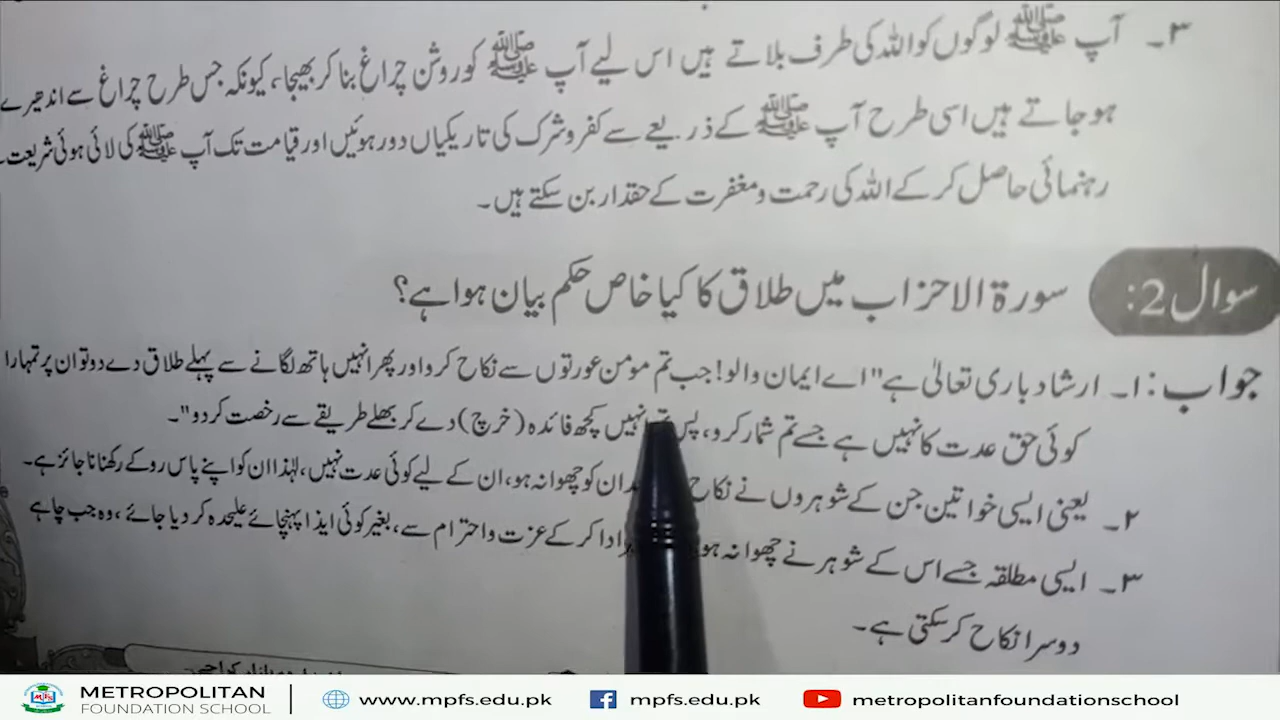 ۳۔ آپ ﷺ لوگوں کو اللہ کی طرف بلاتے ہیں اس لیے آپ ﷺ کو روشن چراغ بنا کر بھیجا، کیونکہ جس طرح چراغ سے اندھیرے
ہو جاتے ہیں اسی طرح آپ ﷺ کے ذریعے سے کفر و شرک کی تاریکیاں دور ہوئیں اور قیامت تک آپ ﷺ کی لائی ہوئی شریعت
رہنمائی حاصل کر کے اللہ کی رحمت و مغفرت کے حقدار بن سکتے ہیں۔
سوال 2: سورۃ الاحزاب میں طلاق کا کیا خاص حکم بیان ہوا ہے؟
جواب: ۱۔ ارشاد باری تعالیٰ ہے "اے ایمان والو! جب تم مومن عورتوں سے نکاح کرو اور پھر انہیں ہاتھ لگانے سے پہلے طلاق دے دو تو ان پر تمہارا
کوئی حق عدت کا نہیں ہے جسے تم شمار کرو، پس انہیں کچھ فائدہ (خرچ) دے کر بھلے طریقے سے رخصت کر دو"۔
۲۔ یعنی ایسی خواتین جن کے شوہروں نے نکاح ان کو چھوا نہ ہو، ان کے لیے کوئی عدت نہیں، لہٰذا ان کو اپنے پاس روکے رکھنا ناجائز ہے۔
۳۔ ایسی مطلقہ جسے اس کے شوہر نے چھوا نہ ہو ادا کر کے عزت و احترام سے، بغیر کوئی ایذا پہنچائے علیحدہ کر دیا جائے، وہ جب چاہے
دوسرا نکاح کر سکتی ہے۔
METROPOLITAN
FOUNDATION SCHOOL
www.mpfs.edu.pk
mpfs.edu.pk
metropolitanfoundationschool